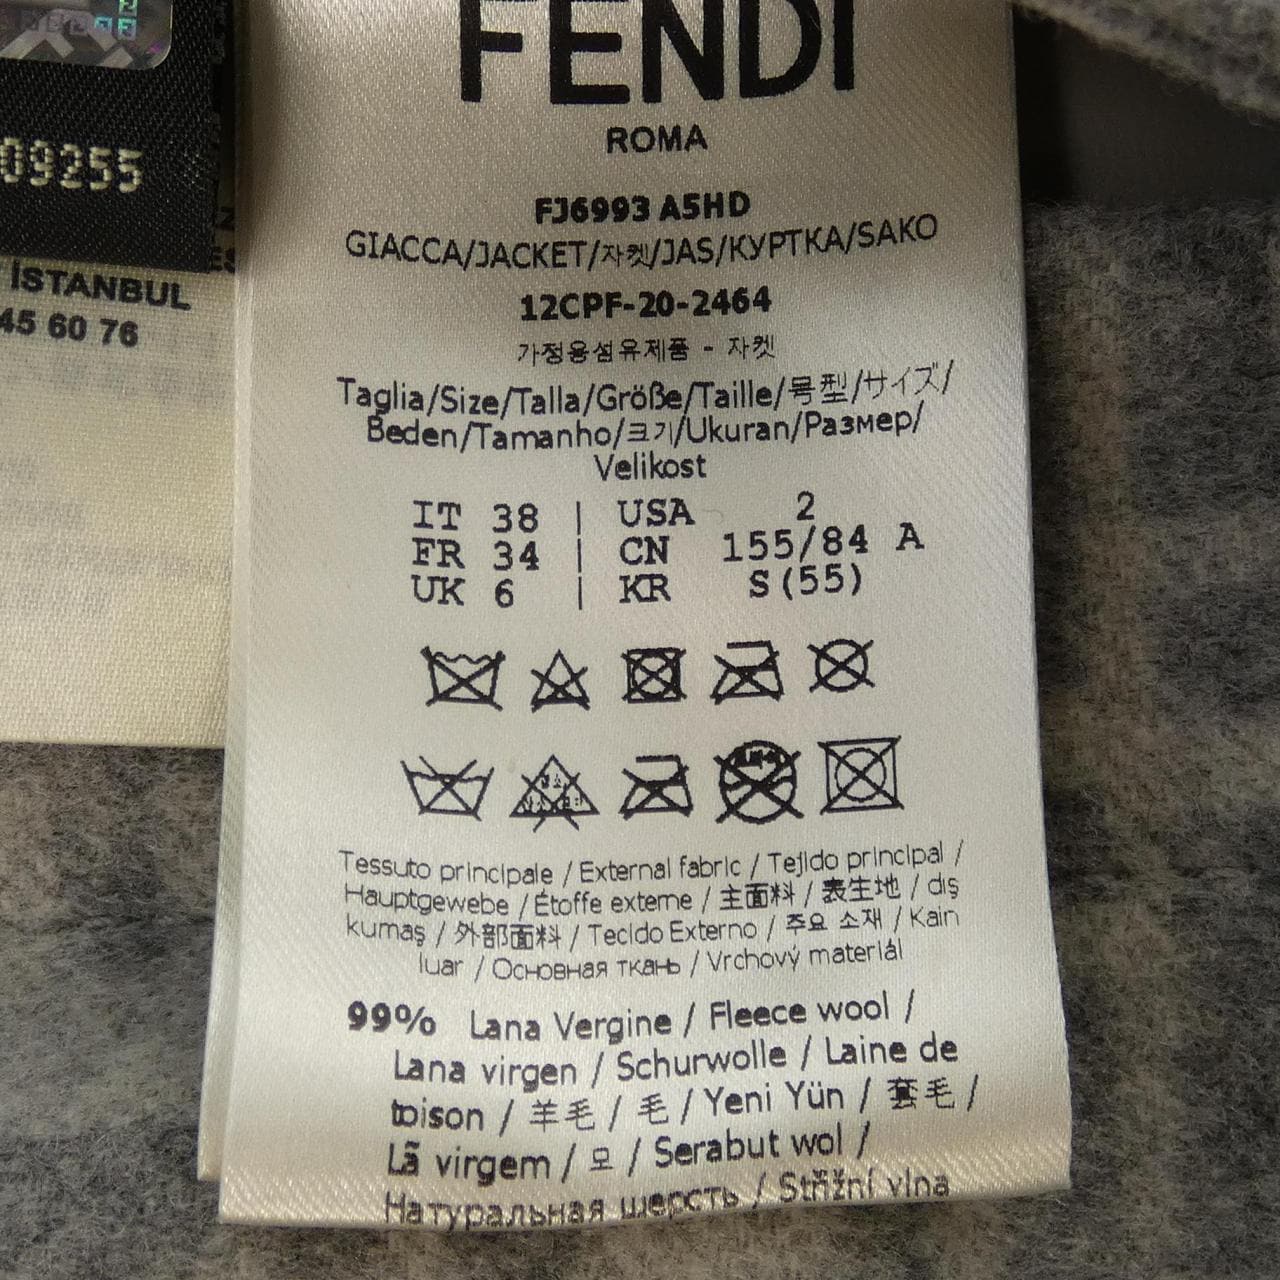 FENDI
ROMA
FJ6993 A5HD
GIACCA/JACKET/자켓/JAS/КУРТКА/SAKO
12CPF-20-2464
가정용섬유제품 - 자켓
Taglia/Size/Talla/Größe/Taille/号型/サイズ/
Beden/Tamanho/크기/Ukuran/Размер/
Velikost
IT 38 | USA 2
FR 34 | CN 155/84 A
UK 6 | KR S(55)
Tessuto principale / External fabric / Tejido principal /
Hauptgewebe / Étoffe externe / 主面料 / 表生地 / dış
kumaş / 外部面料 / Tecido Externo / 주요 소재 / Kain
luar / Основная ткань / Vrchový materiál
99% Lana Vergine / Fleece wool /
Lana virgen / Schurwolle / Laine de
toison / 羊毛 / 毛 / Yeni Yün / 套毛 /
Lã virgem / 모 / Serabut wol /
Натуральная шерсть / Střižní vlna
09255
İSTANBUL
45 60 76